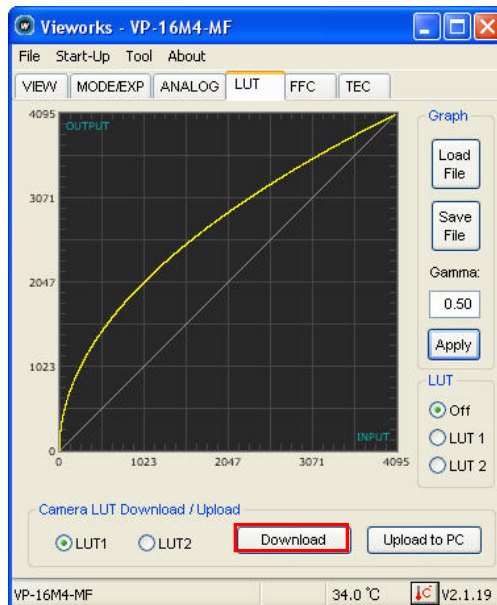 Vieworks - VP-16M4-MF
File Start-Up Tool About
VIEW MODE/EXP ANALOG LUT FFC TEC
4095
OUTPUT
3071
2047
1023
0
INPUT
0 1023 2047 3071 4095
Graph
Load
File
Save
File
Gamma:
0.50
Apply
LUT
Off
LUT 1
LUT 2
Camera LUT Download / Upload
LUT1 LUT2 Download Upload to PC
VP-16M4-MF 34.0 ℃ V2.1.19